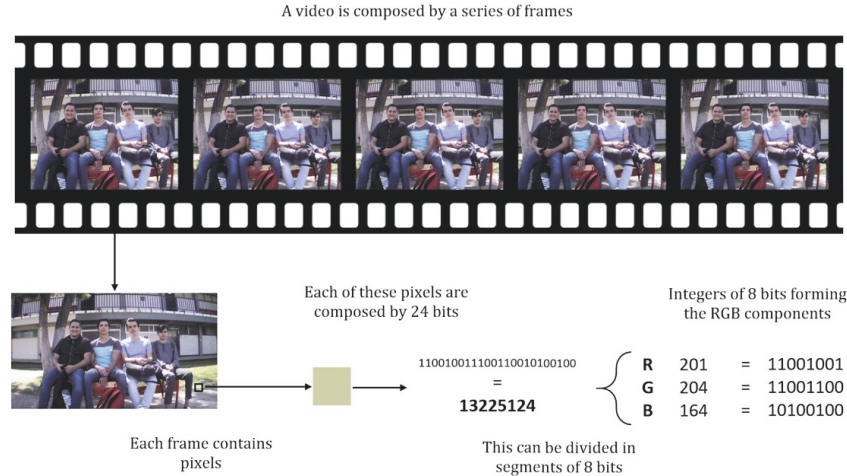 A video is composed by a series of frames
Each of these pixels are
composed by 24 bits
Integers of 8 bits forming
the RGB components
110010011100110010100100
=
13225124
R 201 = 11001001
G 204 = 11001100
B 164 = 10100100
Each frame contains
pixels
This can be divided in
segments of 8 bits